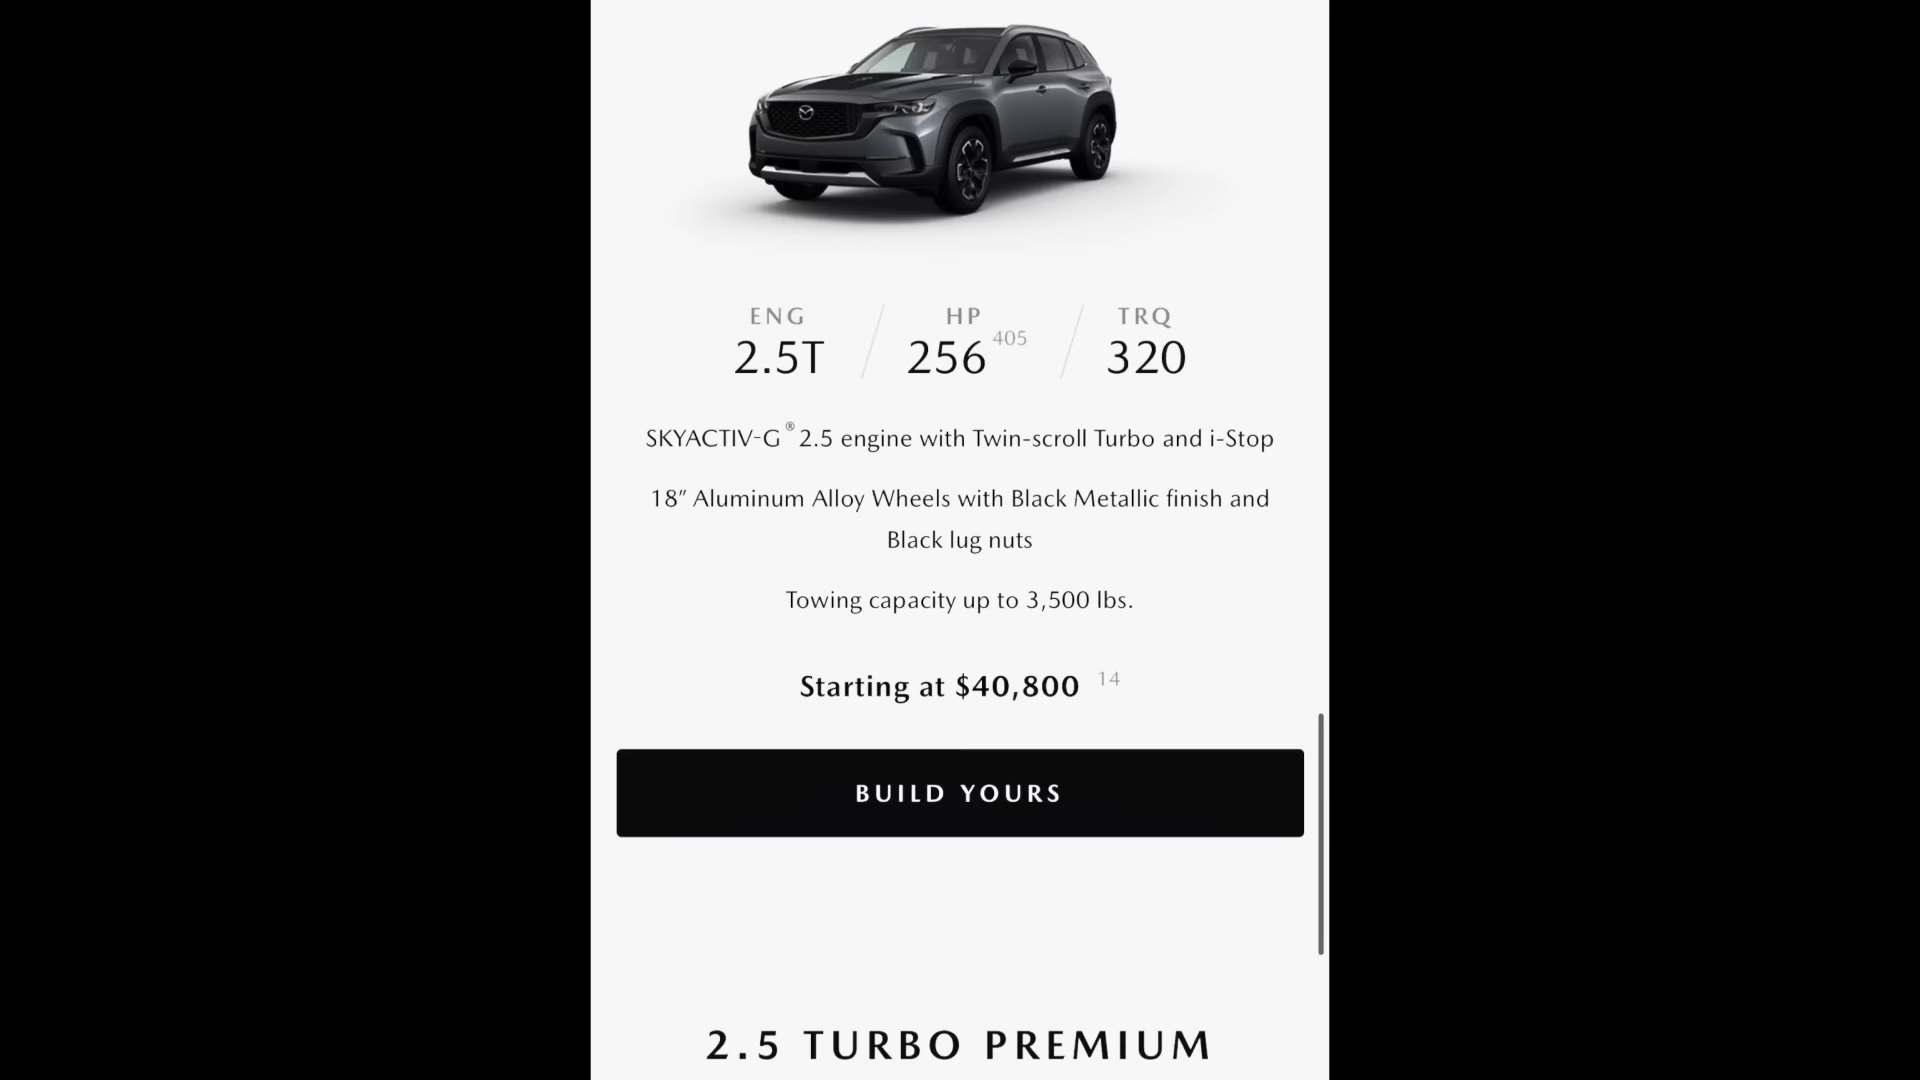 ENG HP TRQ
2.5T 256 405 320
SKYACTIV-G® 2.5 engine with Twin-scroll Turbo and i-Stop
18” Aluminum Alloy Wheels with Black Metallic finish and
Black lug nuts
Towing capacity up to 3,500 lbs.
Starting at $40,800 14
BUILD YOURS
2.5 TURBO PREMIUM